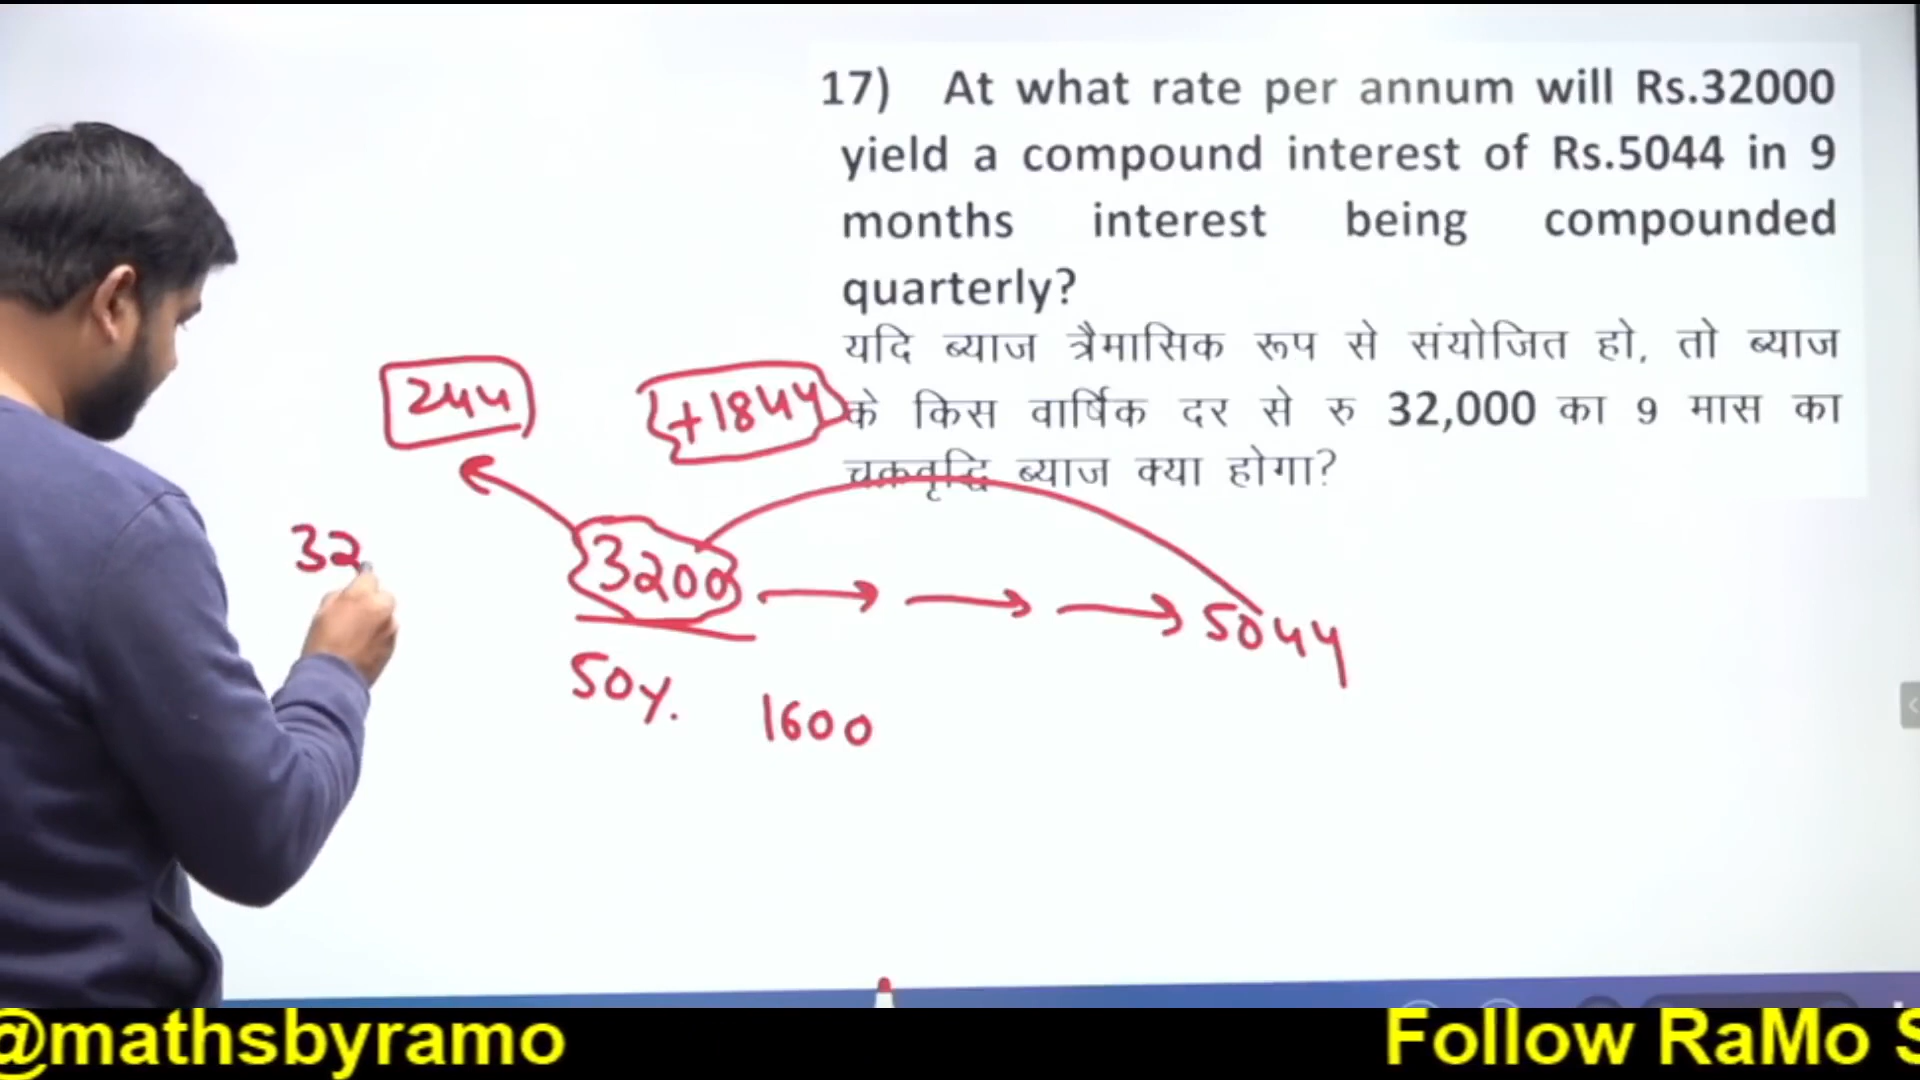 17) At what rate per annum will Rs.32000
yield a compound interest of Rs.5044 in 9
months interest being compounded
quarterly?
यदि ब्याज त्रैमासिक रूप से संयोजित हो, तो ब्याज
के किस वार्षिक दर से रु 32,000 का 9 मास का
चक्रवृद्धि ब्याज क्या होगा?
244
+1844
32
3200
5044
50%.
1600
@mathsbyramo
Follow RaMo S